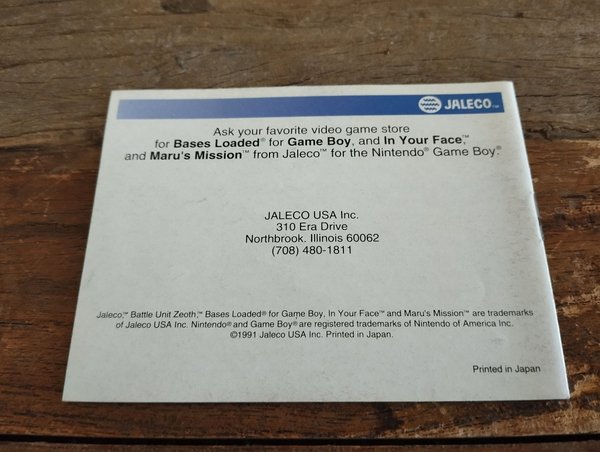 JALECO™
Ask your favorite video game store
for Bases Loaded® for Game Boy, and In Your Face,™
and Maru's Mission™ from Jaleco™ for the Nintendo® Game Boy.®
JALECO USA Inc.
310 Era Drive
Northbrook. Illinois 60062
(708) 480-1811
Jaleco,™ Battle Unit Zeoth,™ Bases Loaded® for Game Boy, In Your Face™ and Maru's Mission™ are trademarks
of Jaleco USA Inc. Nintendo® and Game Boy® are registered trademarks of Nintendo of America Inc.
©1991 Jaleco USA Inc. Printed in Japan.
Printed in Japan